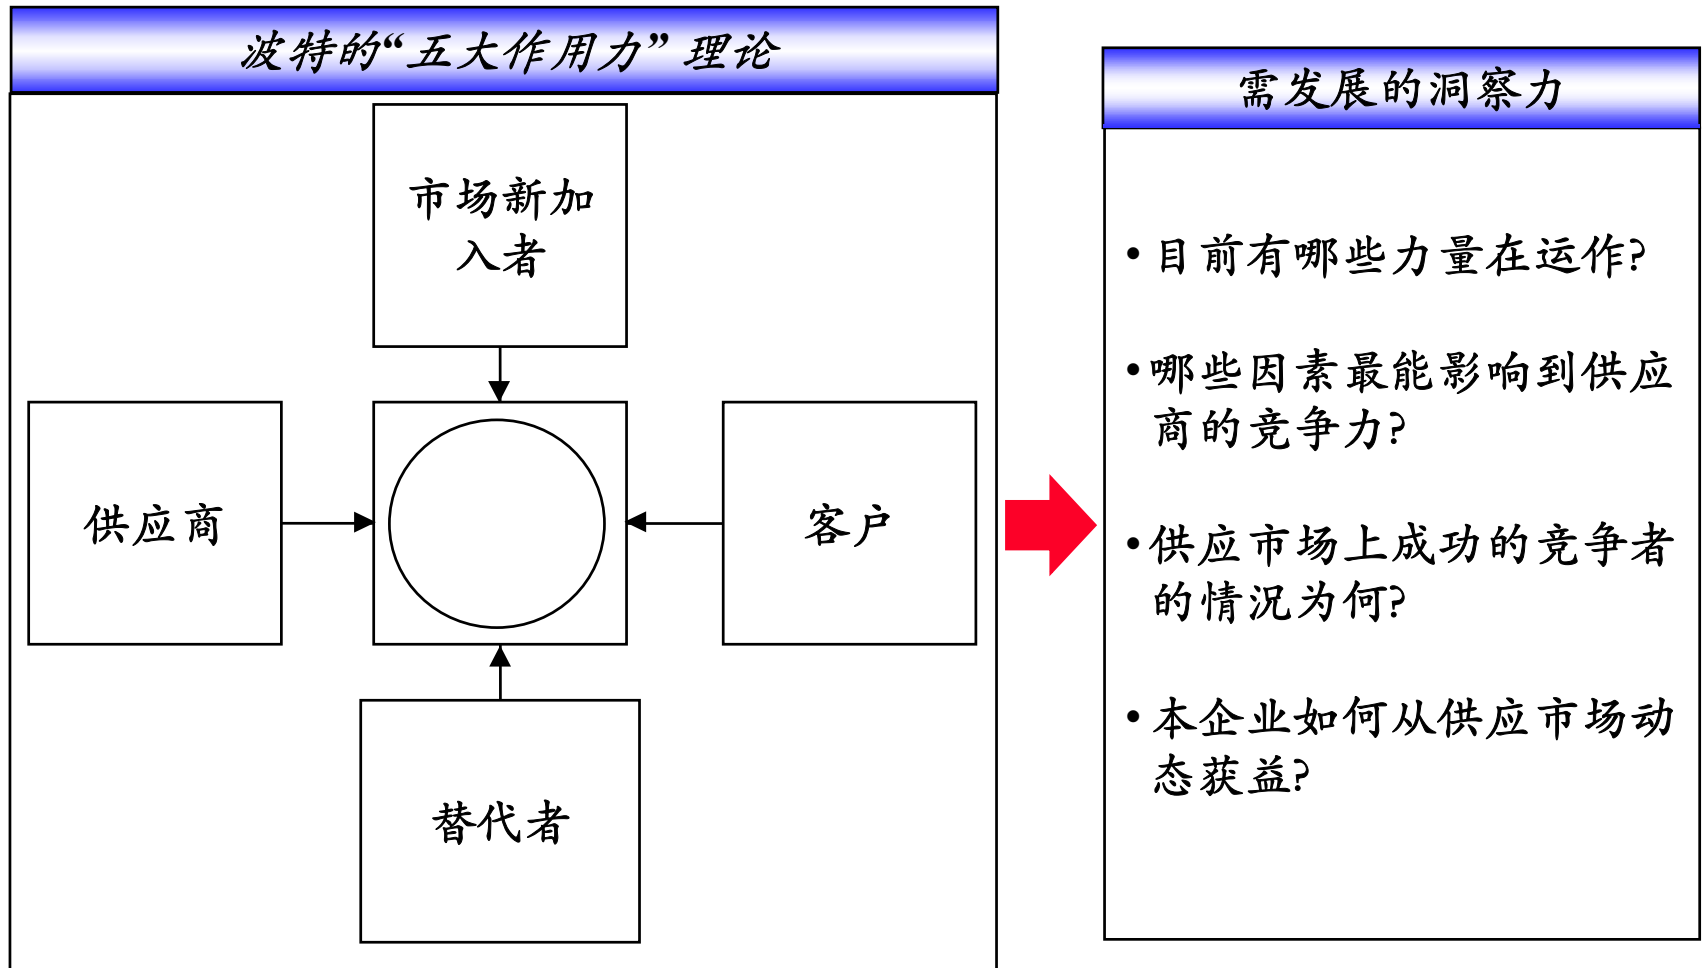 波特的“五大作用力”理论
市场新加
入者
供应商
客户
替代者
需发展的洞察力
•目前有哪些力量在运作?
•哪些因素最能影响到供应
商的竞争力?
•供应市场上成功的竞争者
的情况为何?
•本企业如何从供应市场动
态获益?